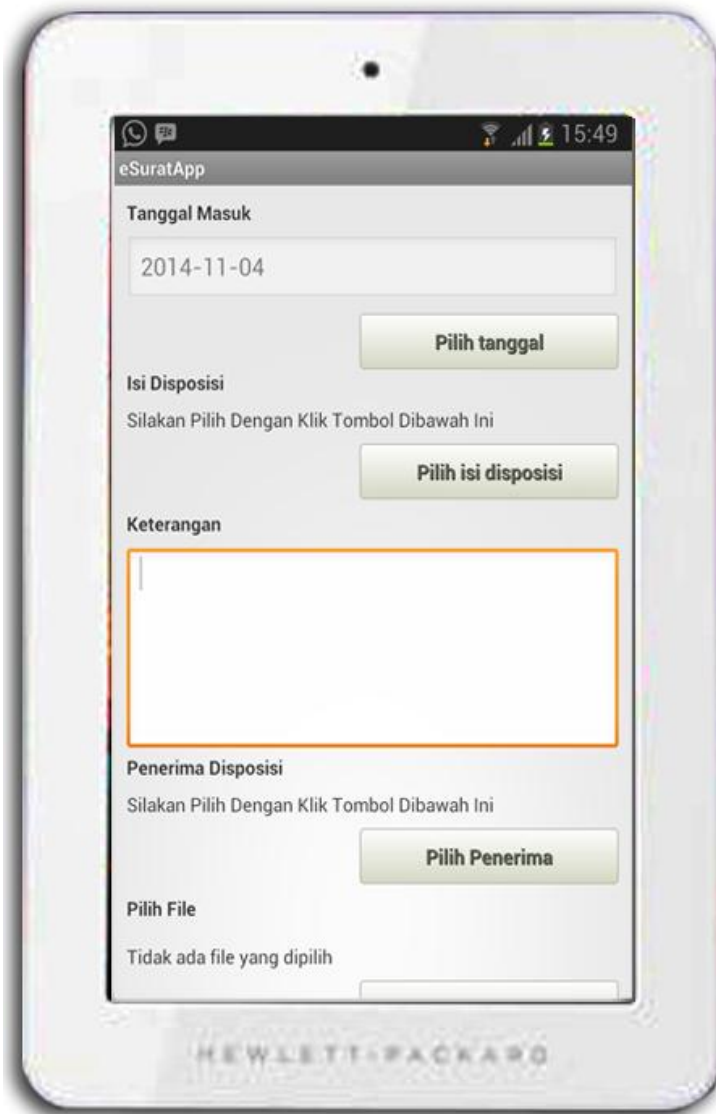 15:49
eSuratApp
Tanggal Masuk
2014-11-04
Pilih tanggal
Isi Disposisi
Silakan Pilih Dengan Klik Tombol Dibawah Ini
Pilih isi disposisi
Keterangan
Penerima Disposisi
Silakan Pilih Dengan Klik Tombol Dibawah Ini
Pilih Penerima
Pilih File
Tidak ada file yang dipilih
HEWLETT-PACKARD